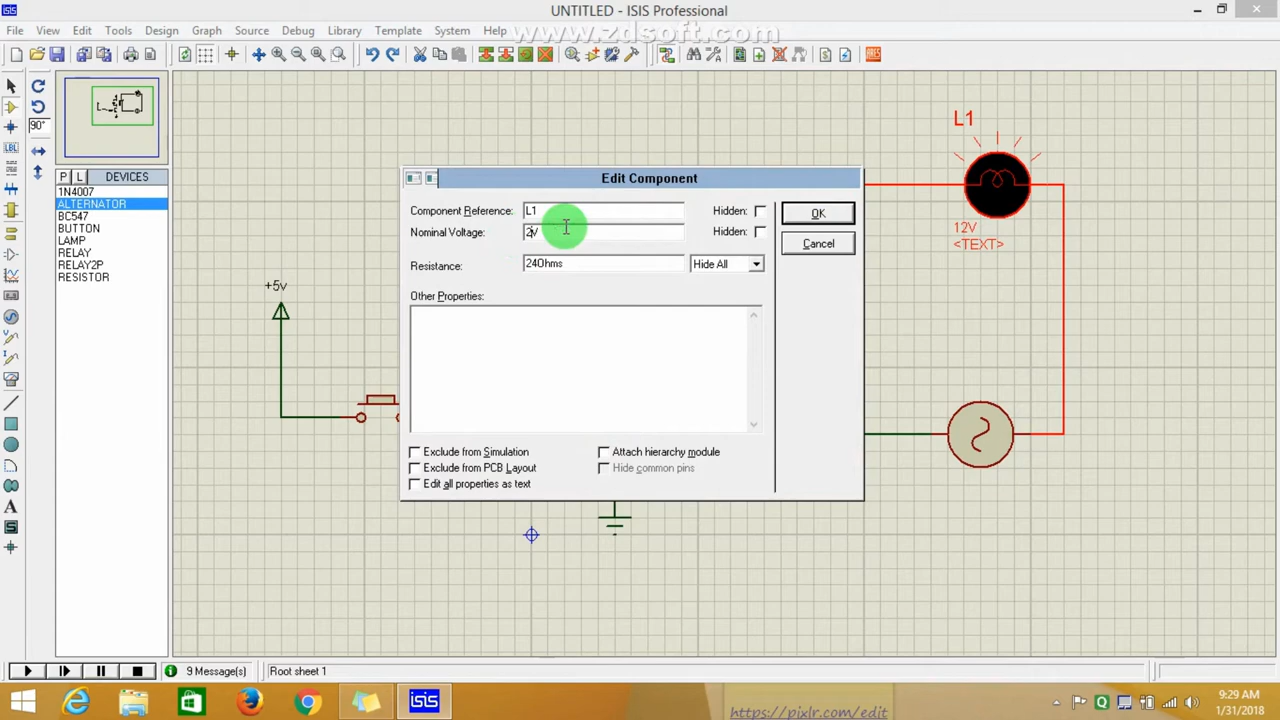 UNTITLED - ISIS Professional
File View Edit Tools Design Graph Source Debug Library Template System Help
www.zdsoft.com
ARES
90°
LBL
P L DEVICES
1N4007
ALTERNATOR
BC547
BUTTON
LAMP
RELAY
RELAY2P
RESISTOR
+5v
L1
12V
<TEXT>
Edit Component
Component Reference: L1 Hidden:
Nominal Voltage: 2V Hidden:
Resistance: 24Ohms Hide All
Other Properties:
OK
Cancel
Exclude from Simulation
Exclude from PCB Layout
Edit all properties as text
Attach hierarchy module
Hide common pins
9 Message(s) Root sheet 1
isis
https://pixlr.com/edit
9:29 AM
1/31/2018